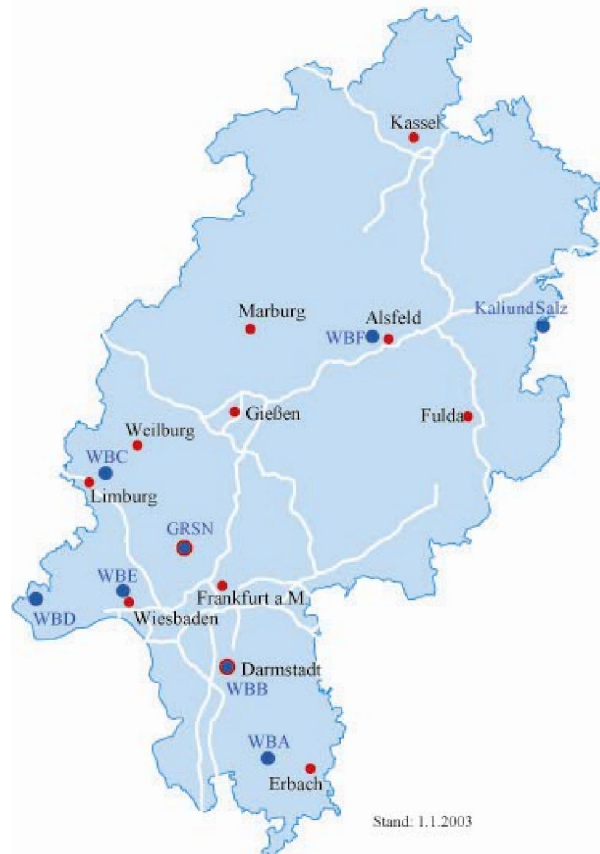 Kassel
KaliundSalz
Marburg
Alsfeld
WBF
Gießen
Fulda
Weilburg
WBC
Limburg
GRSN
WBE
Frankfurt a.M.
WBD
Wiesbaden
Darmstadt
WBB
WBA
Erbach
Stand: 1.1.2003